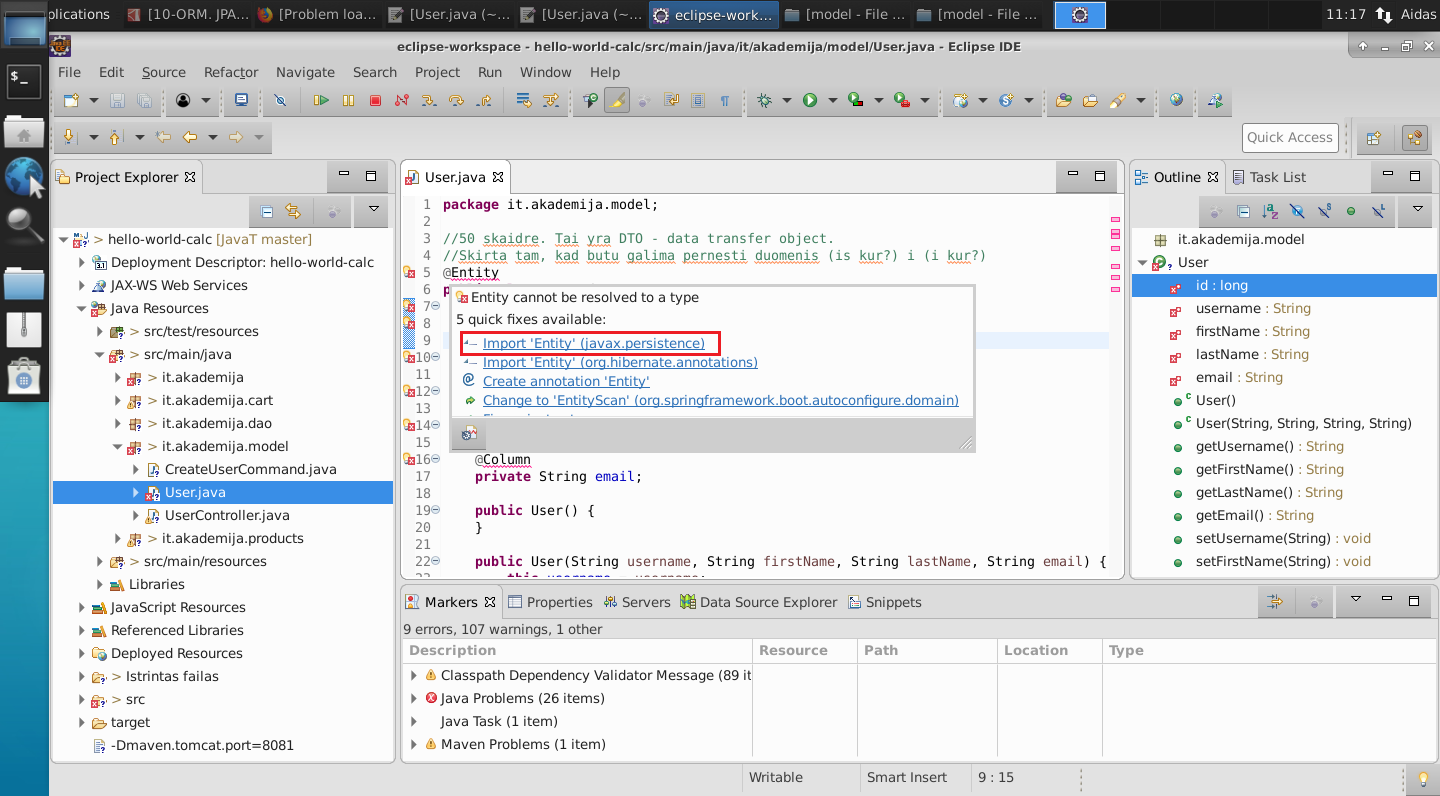 plications
[10-ORM. JPA...
[Problem loa...
[User.java (~...
[User.java (~...
eclipse-work...
[model - File ...
[model - File ...
11:17
Aidas
eclipse-workspace - hello-world-calc/src/main/java/it/akademija/model/User.java - Eclipse IDE
File Edit Source Refactor Navigate Search Project Run Window Help
Quick Access
Project Explorer
> hello-world-calc [JavaT master]
> Deployment Descriptor: hello-world-calc
JAX-WS Web Services
Java Resources
> src/test/resources
> src/main/java
> it.akademija
> it.akademija.cart
> it.akademija.dao
> it.akademija.model
CreateUserCommand.java
User.java
UserController.java
> it.akademija.products
> src/main/resources
Libraries
JavaScript Resources
Referenced Libraries
Deployed Resources
> Istrintas failas
> src
target
-Dmaven.tomcat.port=8081
User.java
1 package it.akademija.model;
2
3 //50 skaidre. Tai yra DTO - data transfer object.
4 //Skirta tam, kad butu galima pernesti duomenis (is kur?) i (i kur?)
5 @Entity
6 p
7
8
9
10
11
12
13
14
15
16 @Column
17 private String email;
18
19 public User() {
20 }
21
22 public User(String username, String firstName, String lastName, String email) {
23 this.username = username;
Entity cannot be resolved to a type
5 quick fixes available:
Import 'Entity' (javax.persistence)
Import 'Entity' (org.hibernate.annotations)
Create annotation 'Entity'
Change to 'EntityScan' (org.springframework.boot.autoconfigure.domain)
Outline
Task List
it.akademija.model
User
id : long
username : String
firstName : String
lastName : String
email : String
User()
User(String, String, String, String)
getUsername() : String
getFirstName() : String
getLastName() : String
getEmail() : String
setUsername(String) : void
setFirstName(String) : void
Markers Properties Servers Data Source Explorer Snippets
9 errors, 107 warnings, 1 other
Description Resource Path Location Type
Classpath Dependency Validator Message (89 it
Java Problems (26 items)
Java Task (1 item)
Maven Problems (1 item)
Writable Smart Insert 9 : 15